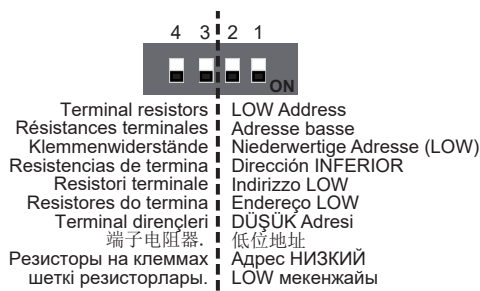 4 3 2 1
ON
Terminal resistors LOW Address
Résistances terminales Adresse basse
Klemmenwiderstände Niederwertige Adresse (LOW)
Resistencias de termina Dirección INFERIOR
Resistori terminale Indirizzo LOW
Resistores do termina Endereço LOW
Terminal dirençleri DÜŞÜK Adresi
端子电阻器. 低位地址
Резисторы на клеммах Адрес НИЗКИЙ
шеткі резисторлары. LOW мекенжайы